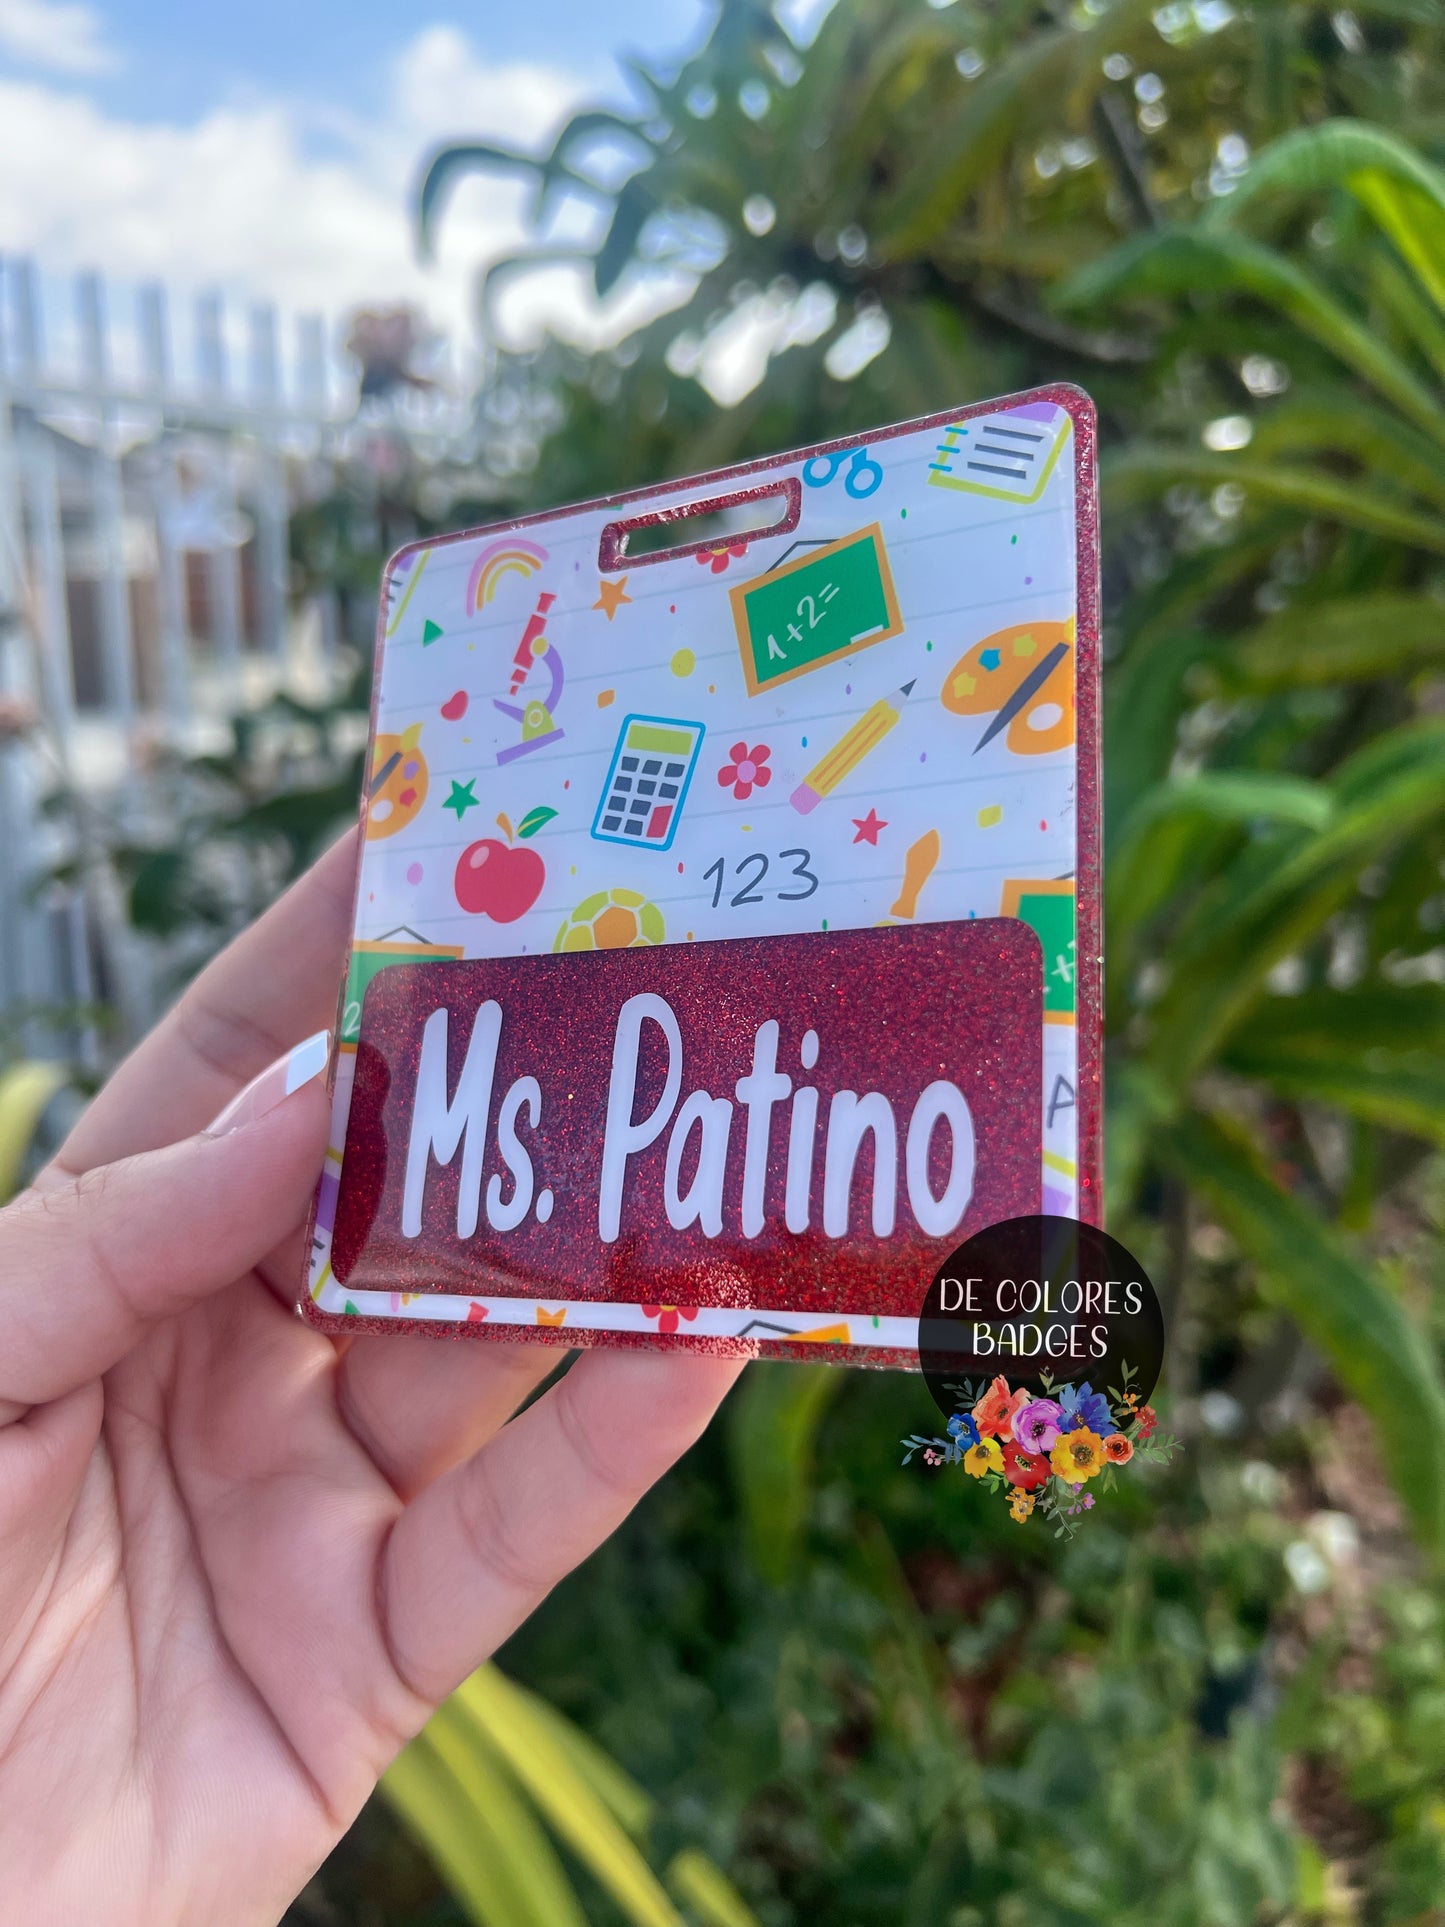 1+2=
123
Ms. Patino
DE COLORES
BADGES